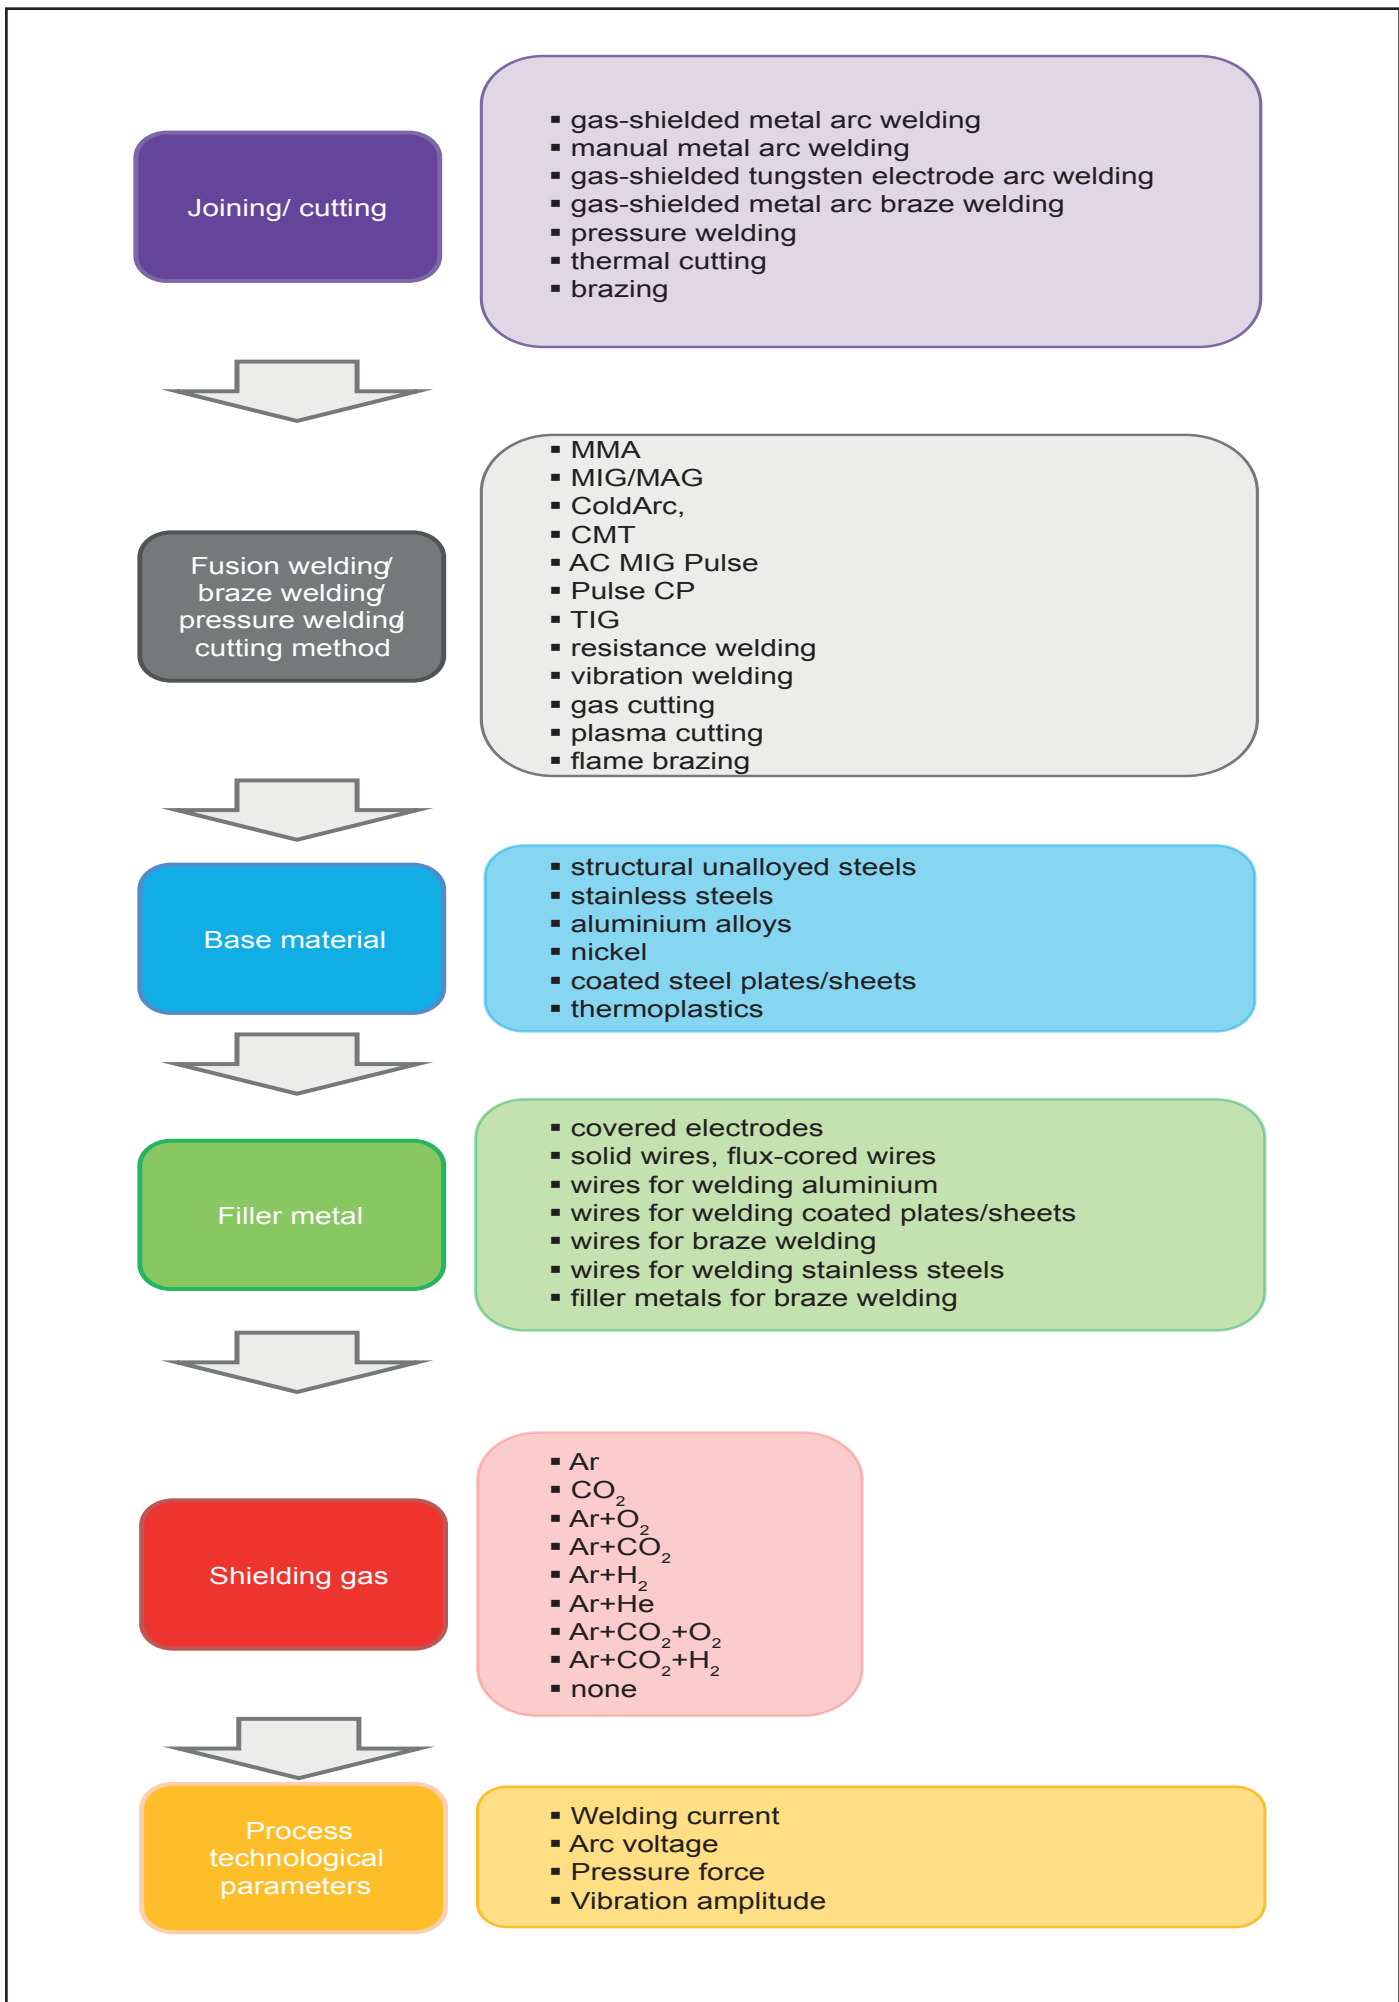 Joining/ cutting
▪ gas-shielded metal arc welding
▪ manual metal arc welding
▪ gas-shielded tungsten electrode arc welding
▪ gas-shielded metal arc braze welding
▪ pressure welding
▪ thermal cutting
▪ brazing
Fusion welding/
braze welding/
pressure welding/
cutting method
▪ MMA
▪ MIG/MAG
▪ ColdArc,
▪ CMT
▪ AC MIG Pulse
▪ Pulse CP
▪ TIG
▪ resistance welding
▪ vibration welding
▪ gas cutting
▪ plasma cutting
▪ flame brazing
Base material
▪ structural unalloyed steels
▪ stainless steels
▪ aluminium alloys
▪ nickel
▪ coated steel plates/sheets
▪ thermoplastics
Filler metal
▪ covered electrodes
▪ solid wires, flux-cored wires
▪ wires for welding aluminium
▪ wires for welding coated plates/sheets
▪ wires for braze welding
▪ wires for welding stainless steels
▪ filler metals for braze welding
Shielding gas
▪ Ar
▪ CO₂
▪ Ar+O₂
▪ Ar+CO₂
▪ Ar+H₂
▪ Ar+He
▪ Ar+CO₂+O₂
▪ Ar+CO₂+H₂
▪ none
Process
technological
parameters
▪ Welding current
▪ Arc voltage
▪ Pressure force
▪ Vibration amplitude